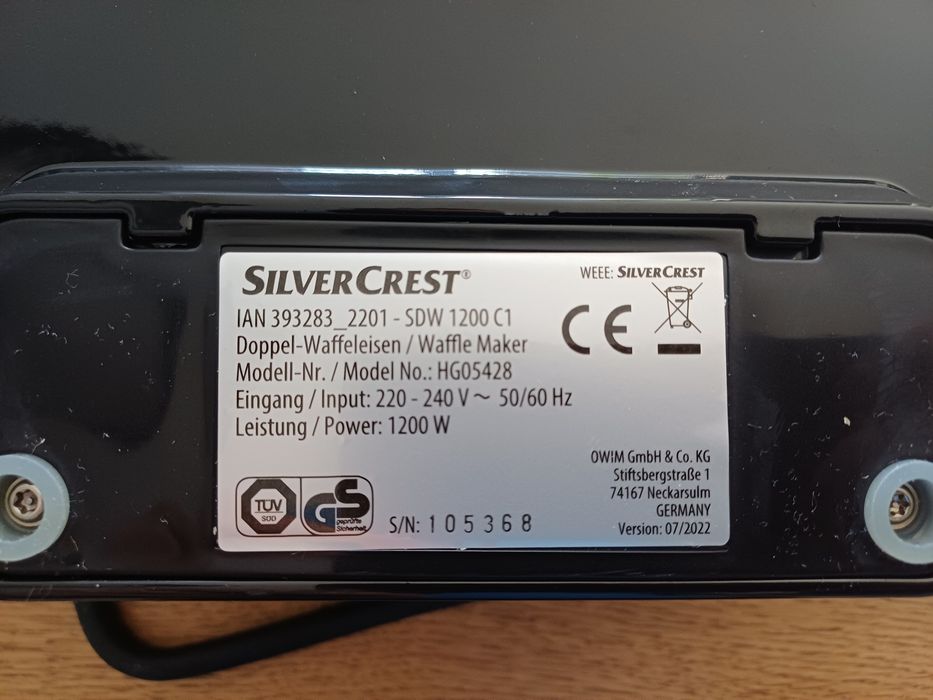 SILVERCREST®
WEEE: SILVERCREST
IAN 393283_2201 - SDW 1200 C1
Doppel-Waffeleisen / Waffle Maker
Modell-Nr. / Model No.: HG05428
Eingang / Input: 220 - 240 V ~ 50/60 Hz
Leistung / Power: 1200 W
CE
OWIM GmbH & Co. KG
Stiftsbergstraße 1
74167 Neckarsulm
GERMANY
Version: 07/2022
TÜV
SÜD
GS
geprüfte
Sicherheit
S/N: 105368